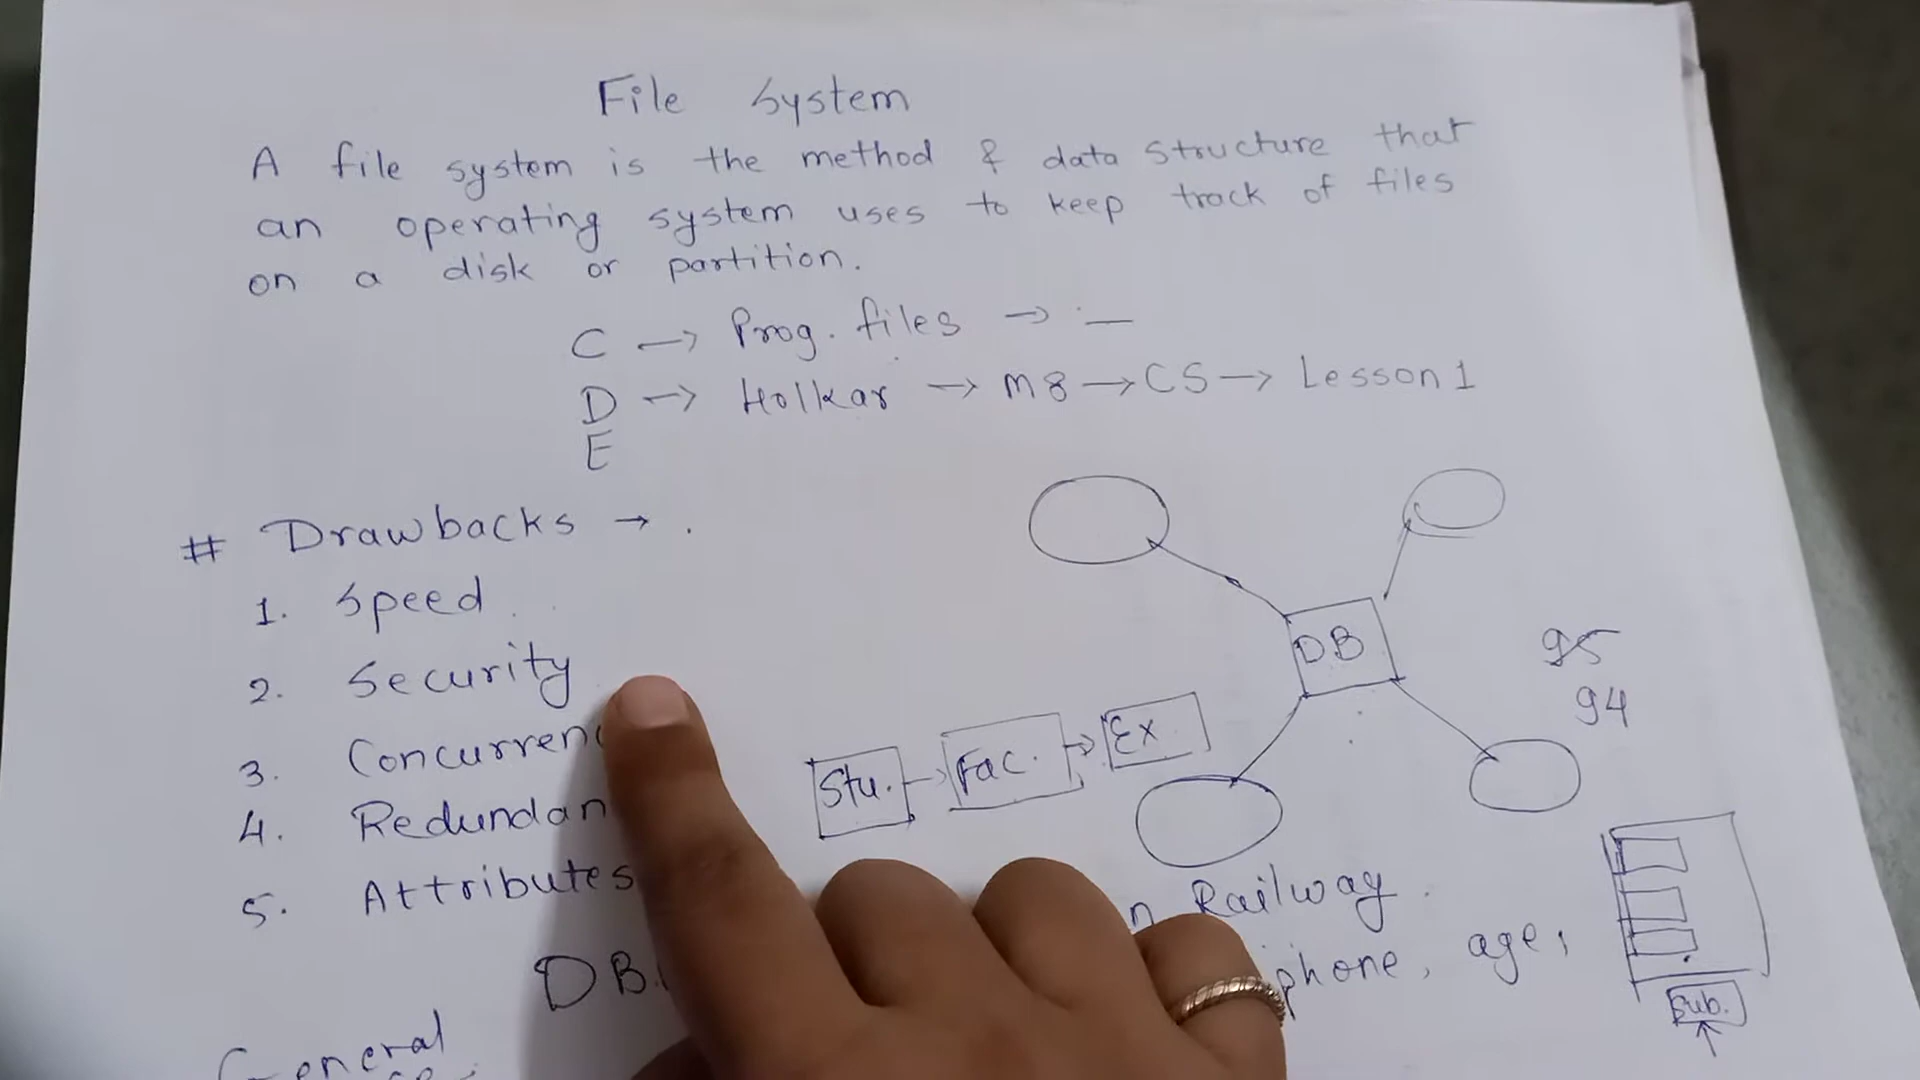 File System
A file system is the method & data structure that
an operating system uses to keep track of files
on a disk or partition.
C → Prog. files → —
D → Holkar → M8 → CS → Lesson 1
E
# Drawbacks → .
1. Speed
2. Security
3. Concurren
4. Redundan
5. Attributes
DB
95
94
Stu. → Fac. → Ex
DB.
n Railway.
phone, age,
Sub.
General